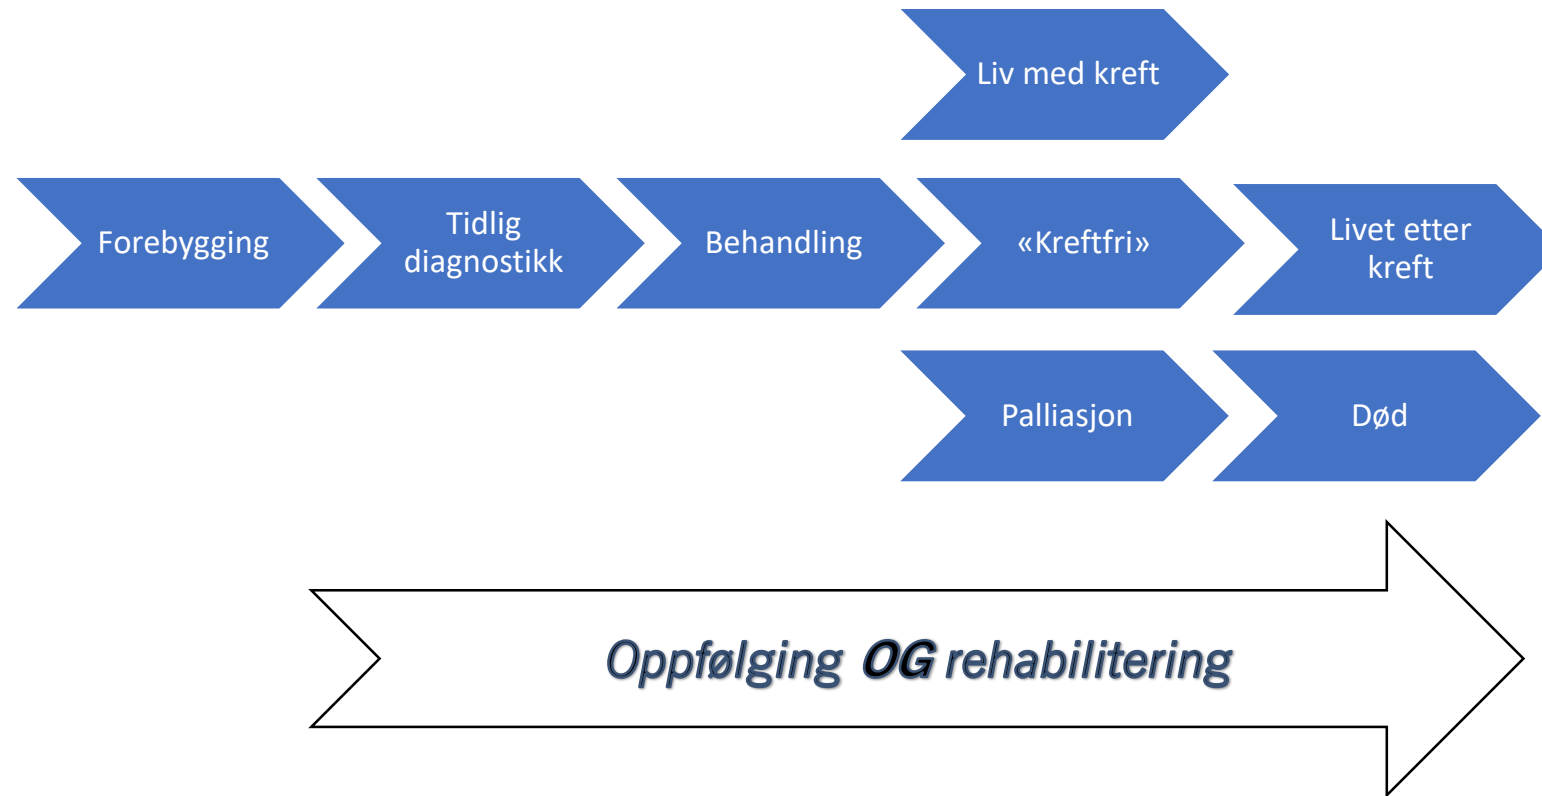 Liv med kreft
Forebygging
Tidlig
diagnostikk
Behandling
«Kreftfri»
Livet etter
kreft
Palliasjon
Død
Oppfølging OG rehabilitering